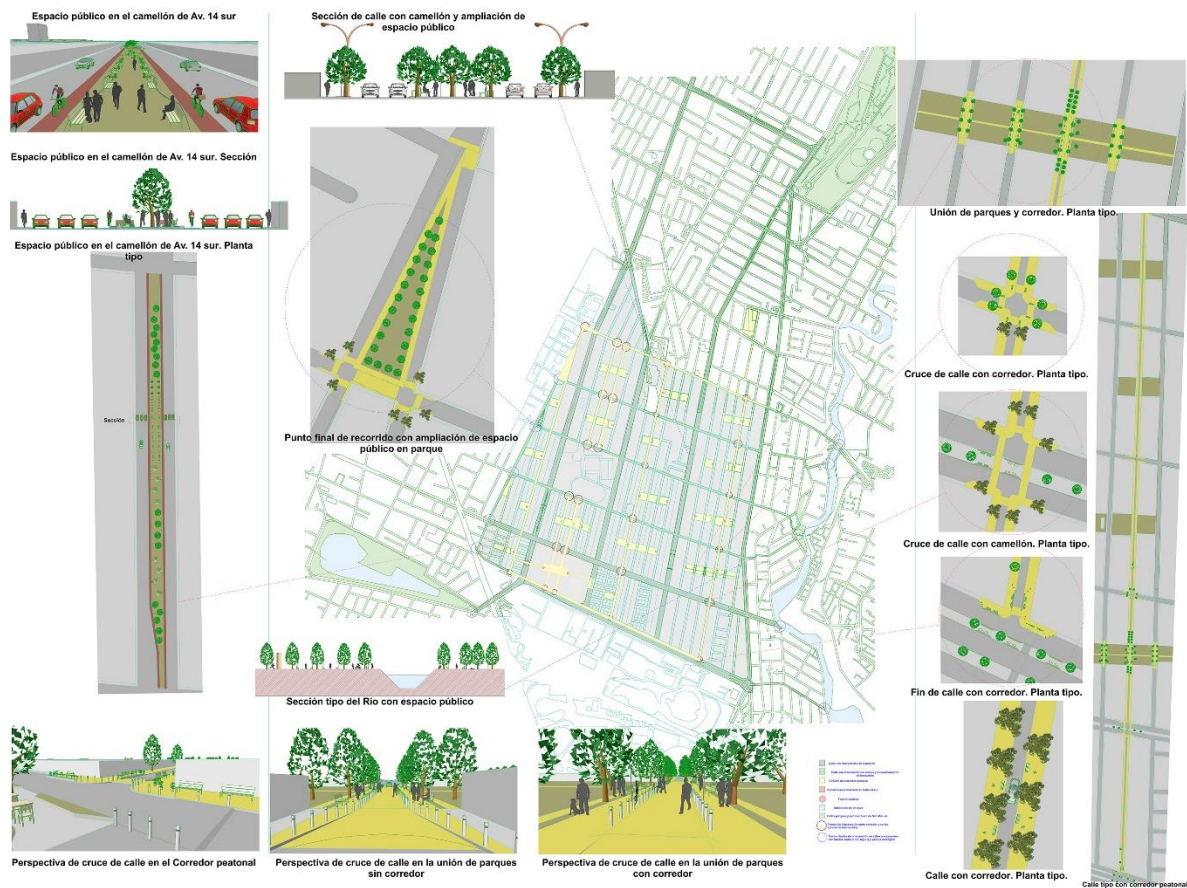 Espacio público en el camellón de Av. 14 sur
Sección de calle con camellón y ampliación de
espacio público
Espacio público en el camellón de Av. 14 sur. Sección
Espacio público en el camellón de Av. 14 sur. Planta
tipo
Sección
Punto final de recorrido con ampliación de espacio
público en parque
Unión de parques y corredor. Planta tipo.
Cruce de calle con corredor. Planta tipo.
Cruce de calle con camellón. Planta tipo.
Fin de calle con corredor. Planta tipo.
Sección tipo del Río con espacio público
Perspectiva de cruce de calle en el Corredor peatonal
Perspectiva de cruce de calle en la unión de parques
sin corredor
Perspectiva de cruce de calle en la unión de parques
con corredor
Calle con corredor. Planta tipo.
Calle tipo con corredor peatonal